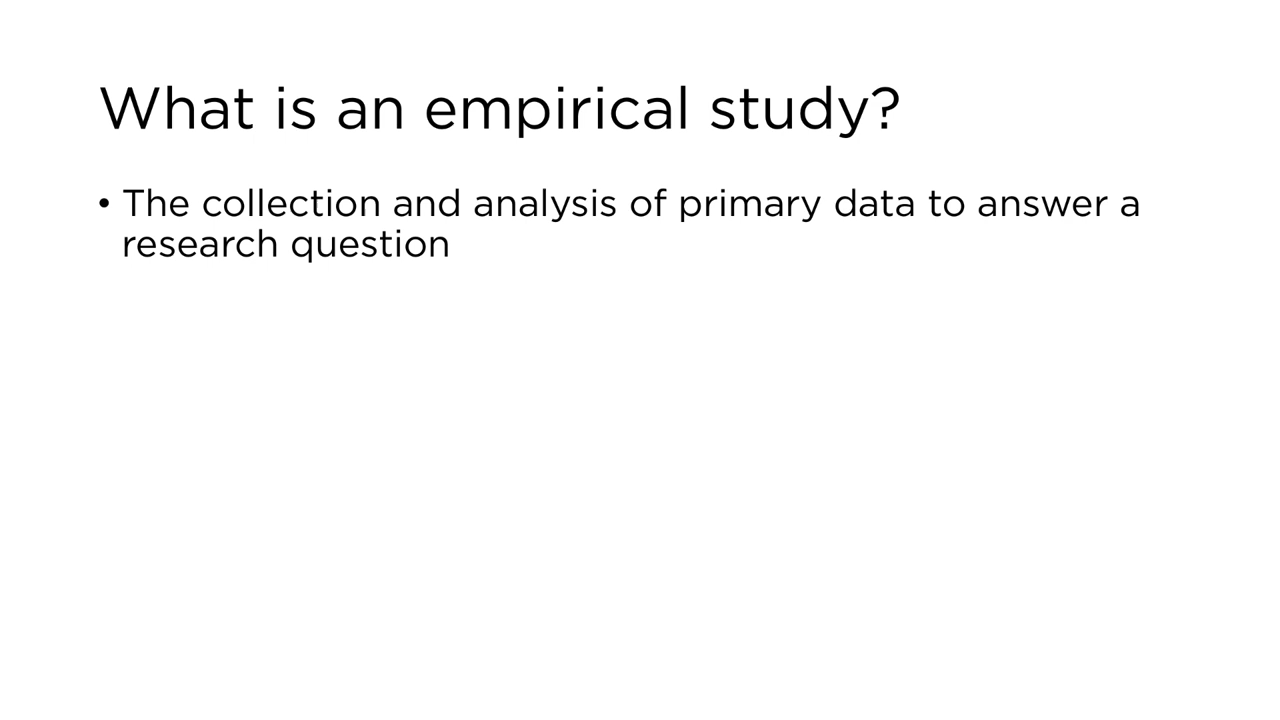 What is an empirical study?
• The collection and analysis of primary data to answer a
research question